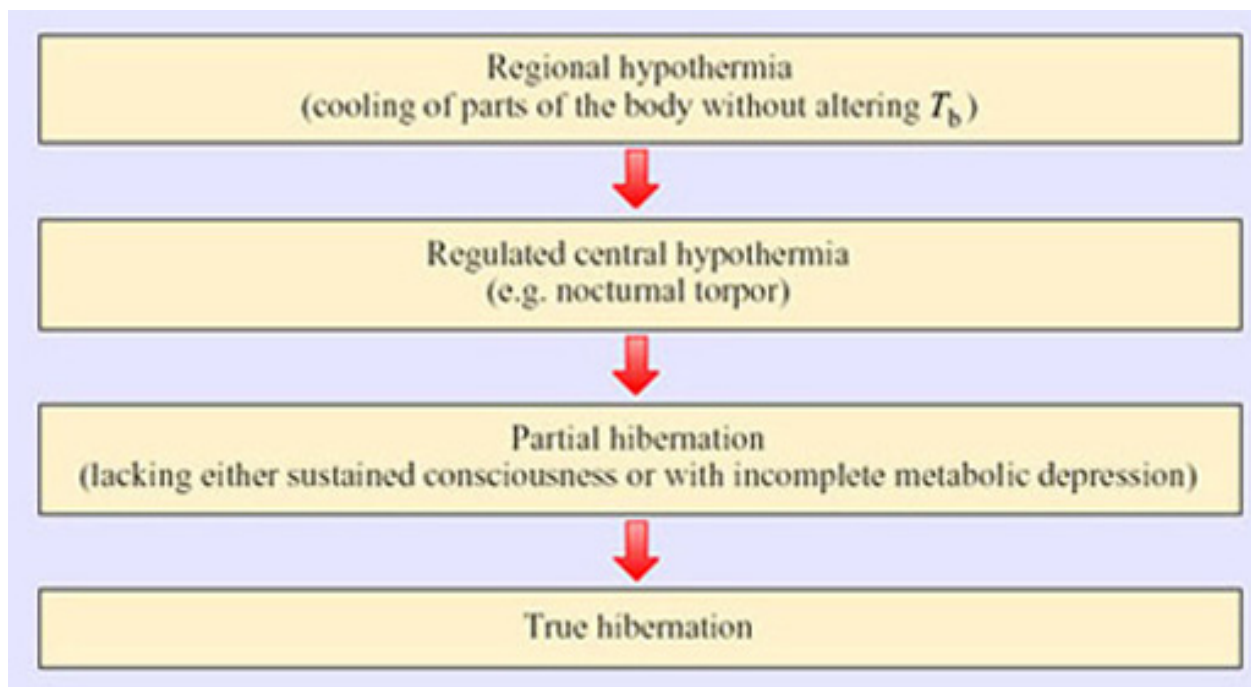 Regional hypothermia
(cooling of parts of the body without altering Tb)
Regulated central hypothermia
(e.g. nocturnal torpor)
Partial hibernation
(lacking either sustained consciousness or with incomplete metabolic depression)
True hibernation